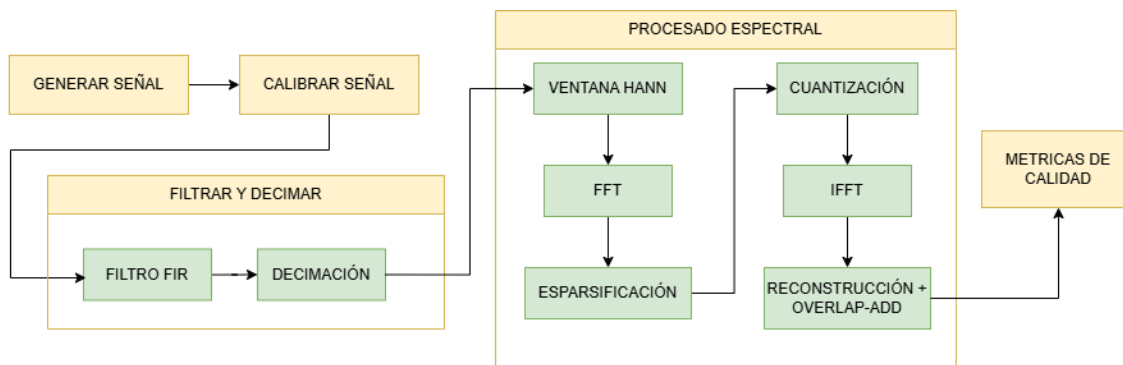 GENERAR SEÑAL
CALIBRAR SEÑAL
FILTRAR Y DECIMAR
FILTRO FIR
DECIMACIÓN
PROCESADO ESPECTRAL
VENTANA HANN
FFT
ESPARSIFICACIÓN
CUANTIZACIÓN
IFFT
RECONSTRUCCIÓN +
OVERLAP-ADD
METRICAS DE
CALIDAD